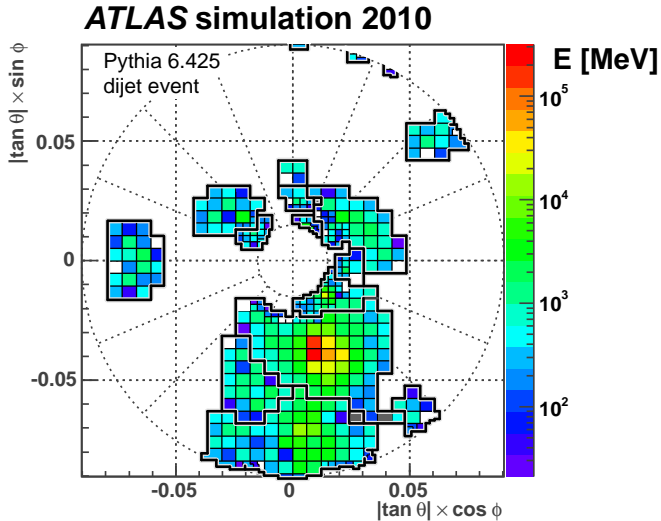 ATLAS simulation 2010
Pythia 6.425
dijet event
E [MeV]
|tan θ| × sin ϕ
0.05
0
-0.05
-0.05
0
0.05
|tan θ| × cos ϕ
10⁵
10⁴
10³
10²